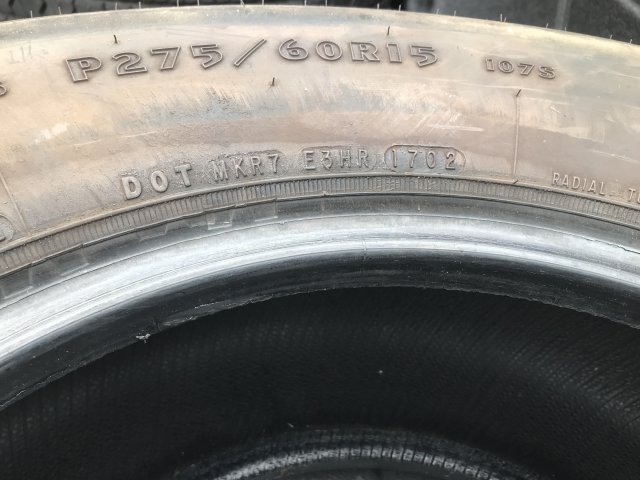 P275/60R15 107S
DOT MKR7 E3HR 1702
RADIAL